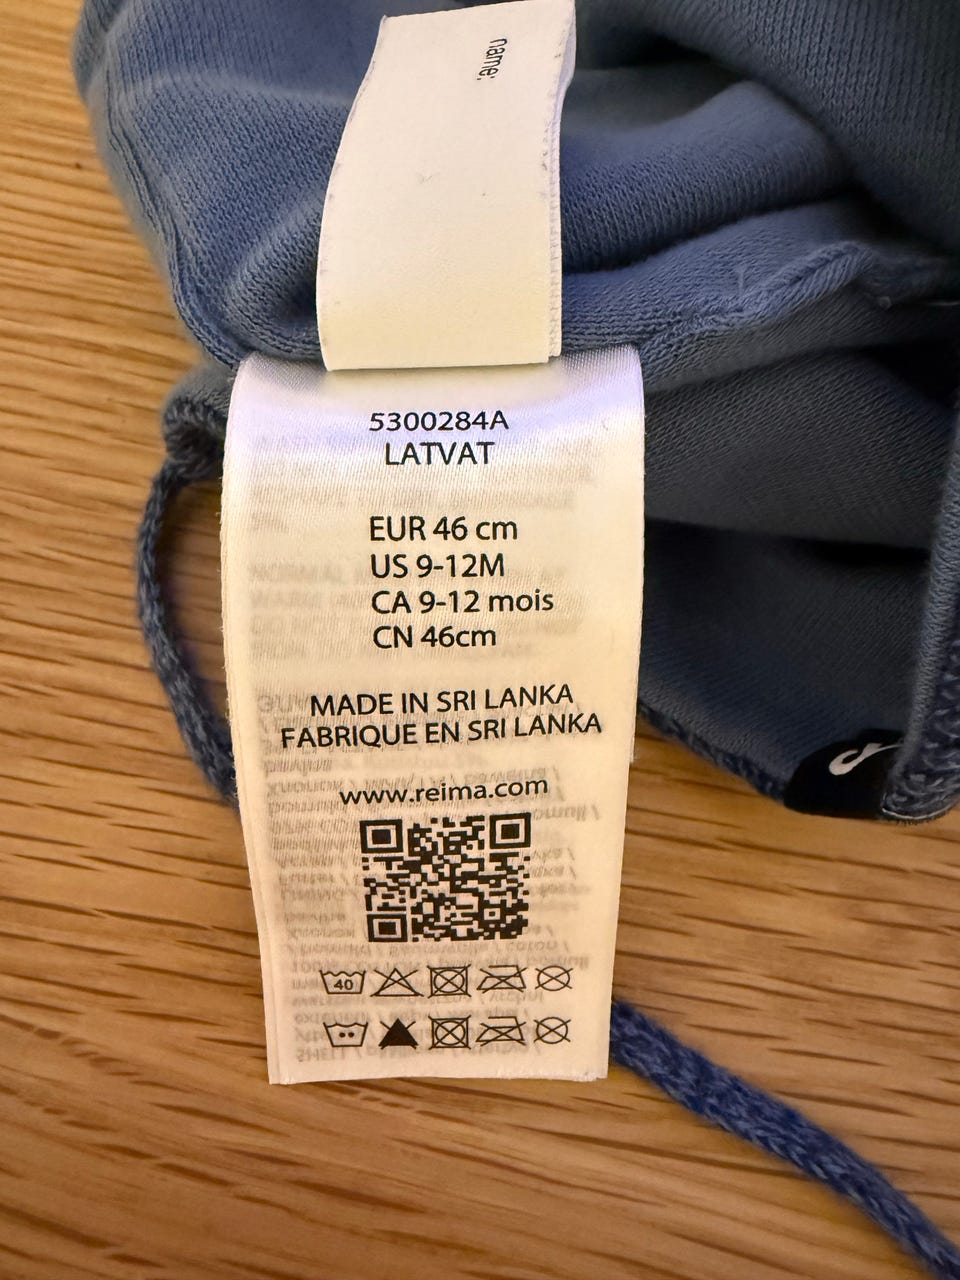 name:
5300284A
LATVAT
EUR 46 cm
US 9-12M
CA 9-12 mois
CN 46cm
MADE IN SRI LANKA
FABRIQUE EN SRI LANKA
www.reima.com
40